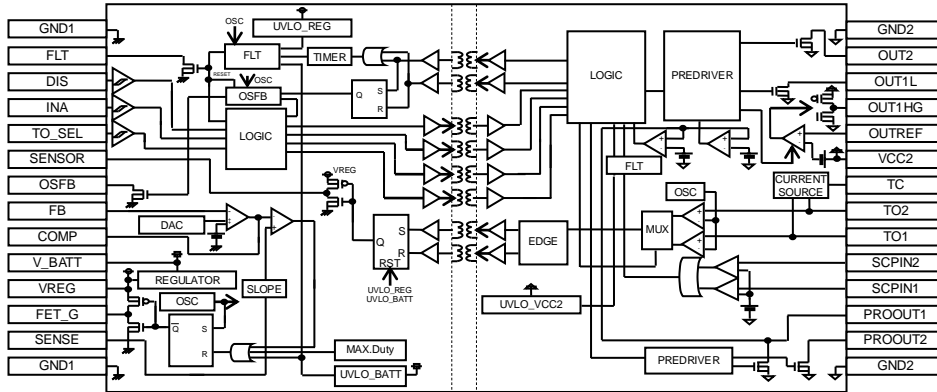 GND1
FLT
DIS
INA
TO_SEL
SENSOR
OSFB
FB
COMP
V_BATT
VREG
FET_G
SENSE
GND1
OSC
UVLO_REG
FLT
TIMER
RESET
OSC
OSFB
LOGIC
Q
S
R
VREG
DAC
REGULATOR
OSC
SLOPE
Q
S
R
Q
S
R
RST
UVLO_REG
UVLO_BATT
MAX.Duty
UVLO_BATT
LOGIC
PREDRIVER
FLT
OSC
CURRENT
SOURCE
MUX
EDGE
UVLO_VCC2
PREDRIVER
GND2
OUT2
OUT1L
OUT1HG
OUTREF
VCC2
TC
TO2
TO1
SCPIN2
SCPIN1
PROOUT1
PROOUT2
GND2